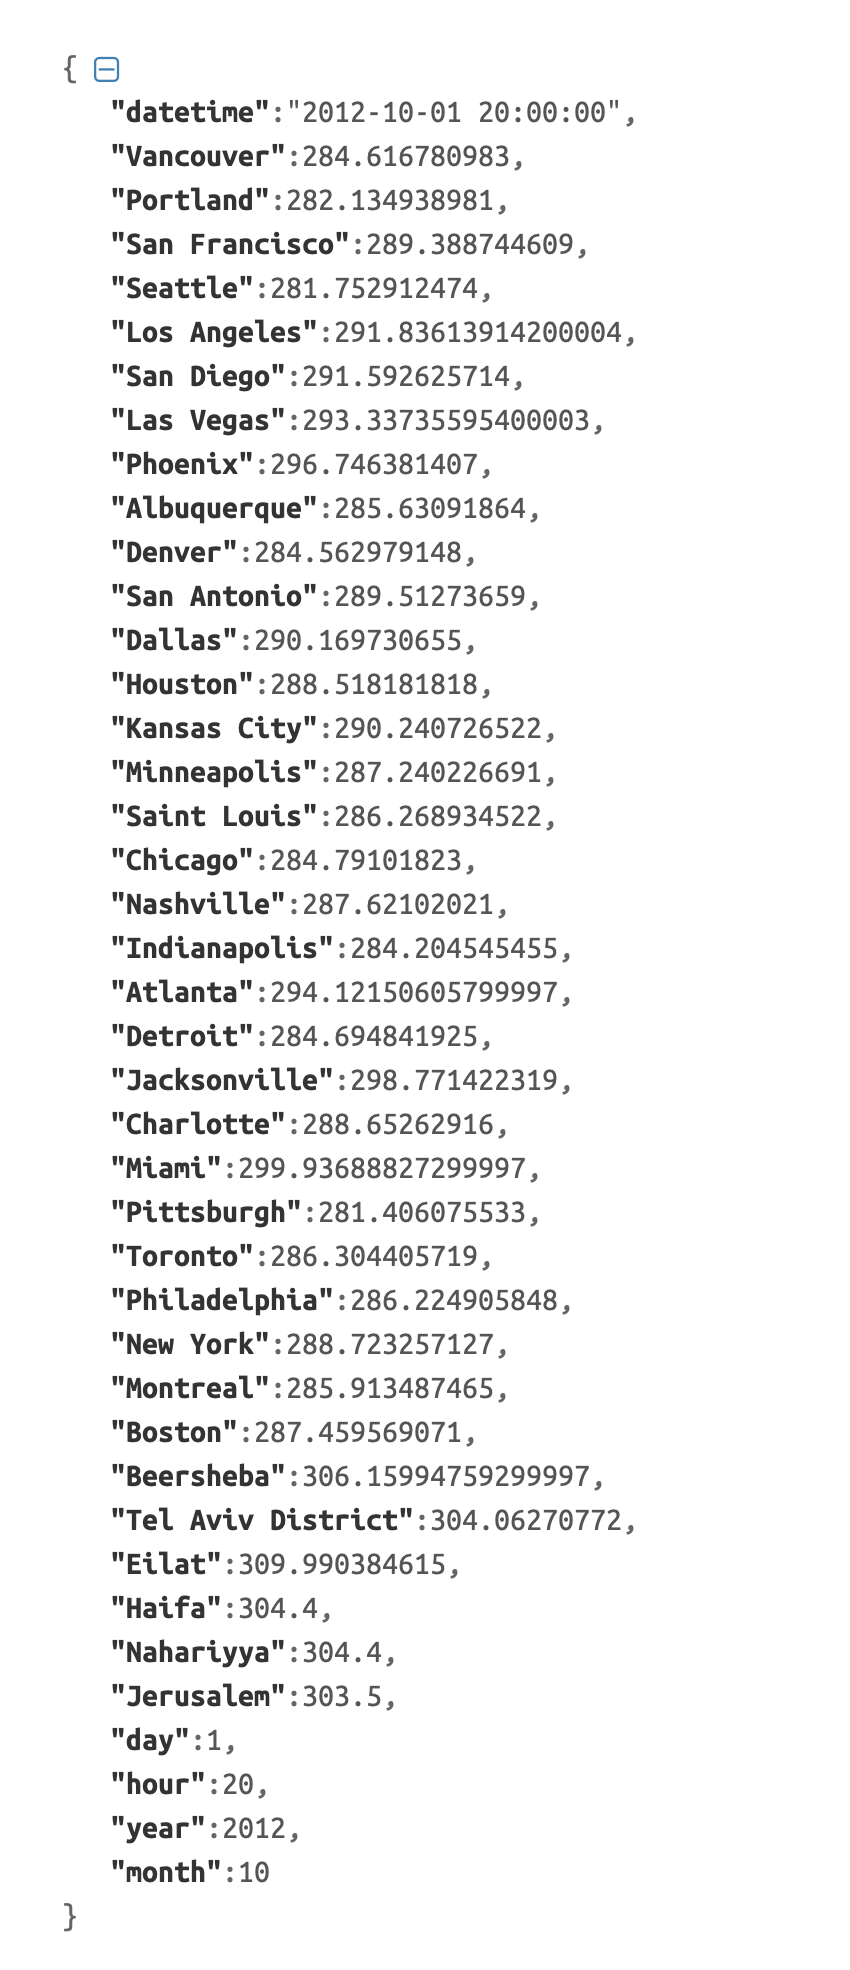 {
"datetime":"2012-10-01 20:00:00",
"Vancouver":284.616780983,
"Portland":282.134938981,
"San Francisco":289.388744609,
"Seattle":281.752912474,
"Los Angeles":291.83613914200004,
"San Diego":291.592625714,
"Las Vegas":293.33735595400003,
"Phoenix":296.746381407,
"Albuquerque":285.63091864,
"Denver":284.562979148,
"San Antonio":289.51273659,
"Dallas":290.169730655,
"Houston":288.518181818,
"Kansas City":290.240726522,
"Minneapolis":287.240226691,
"Saint Louis":286.268934522,
"Chicago":284.79101823,
"Nashville":287.62102021,
"Indianapolis":284.204545455,
"Atlanta":294.12150605799997,
"Detroit":284.694841925,
"Jacksonville":298.771422319,
"Charlotte":288.65262916,
"Miami":299.93688827299997,
"Pittsburgh":281.406075533,
"Toronto":286.304405719,
"Philadelphia":286.224905848,
"New York":288.723257127,
"Montreal":285.913487465,
"Boston":287.459569071,
"Beersheba":306.15994759299997,
"Tel Aviv District":304.06270772,
"Eilat":309.990384615,
"Haifa":304.4,
"Nahariyya":304.4,
"Jerusalem":303.5,
"day":1,
"hour":20,
"year":2012,
"month":10
}